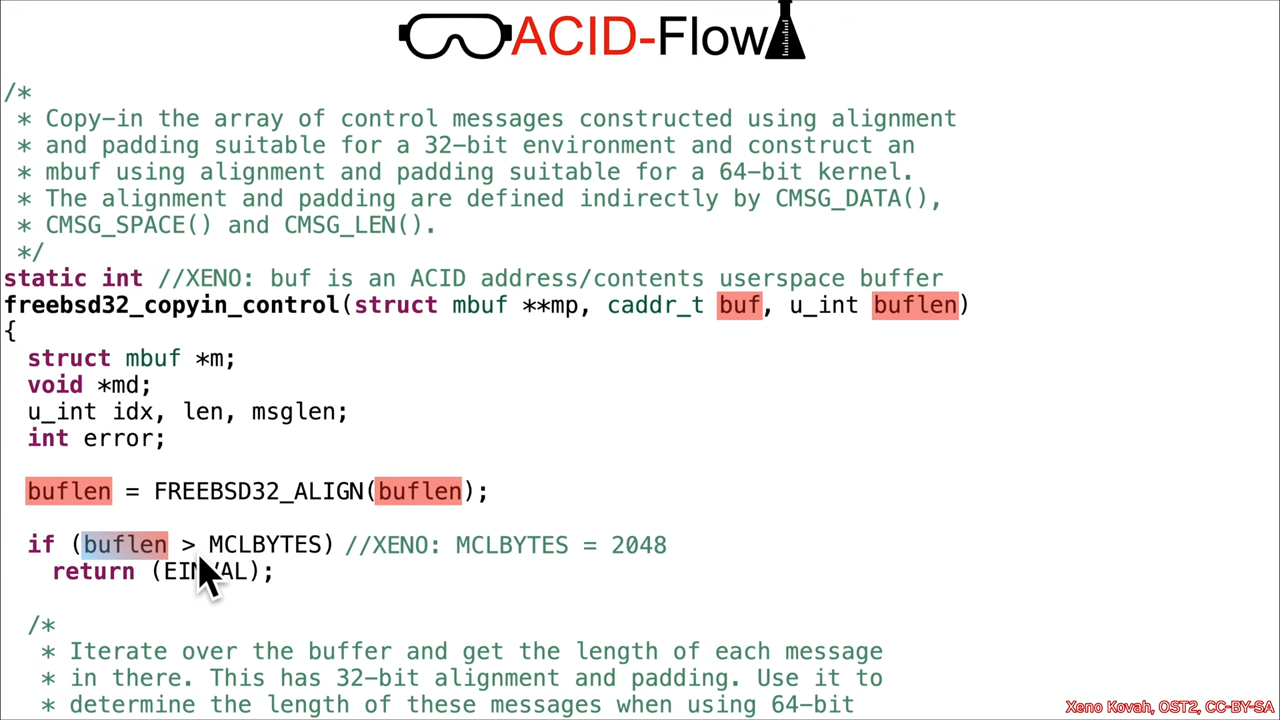 ACID-Flow
/*
 * Copy-in the array of control messages constructed using alignment
 * and padding suitable for a 32-bit environment and construct an
 * mbuf using alignment and padding suitable for a 64-bit kernel.
 * The alignment and padding are defined indirectly by CMSG_DATA(),
 * CMSG_SPACE() and CMSG_LEN().
 */
static int //XENO: buf is an ACID address/contents userspace buffer
freebsd32_copyin_control(struct mbuf **mp, caddr_t buf, u_int buflen)
{
struct mbuf *m;
void *md;
u_int idx, len, msglen;
int error;
buflen = FREEBSD32_ALIGN(buflen);
if (buflen > MCLBYTES) //XENO: MCLBYTES = 2048
return (EINVAL);
/*
 * Iterate over the buffer and get the length of each message
 * in there. This has 32-bit alignment and padding. Use it to
 * determine the length of these messages when using 64-bit
Xeno Kovah, OST2, CC-BY-SA